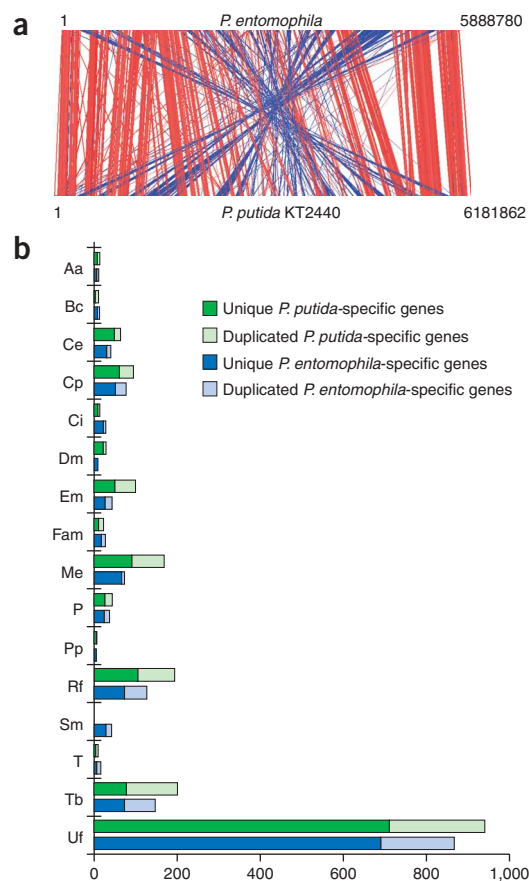 a
1 P. entomophila 5888780
1 P. putida KT2440 6181862
b
Aa
Bc
Ce
Cp
Ci
Dm
Em
Fam
Me
P
Pp
Rf
Sm
T
Tb
Uf
Unique P. putida-specific genes
Duplicated P. putida-specific genes
Unique P. entomophila-specific genes
Duplicated P. entomophila-specific genes
0 200 400 600 800 1,000